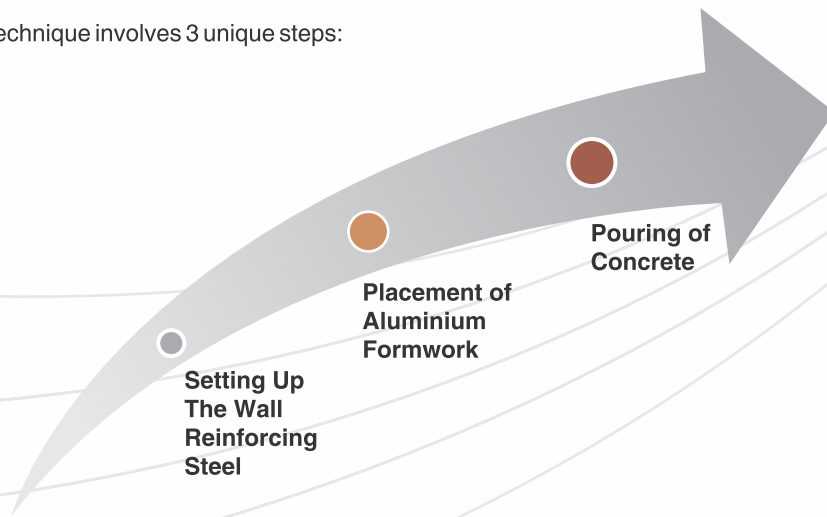 echnique involves 3 unique steps:
Setting Up
The Wall
Reinforcing
Steel
Placement of
Aluminium
Formwork
Pouring of
Concrete